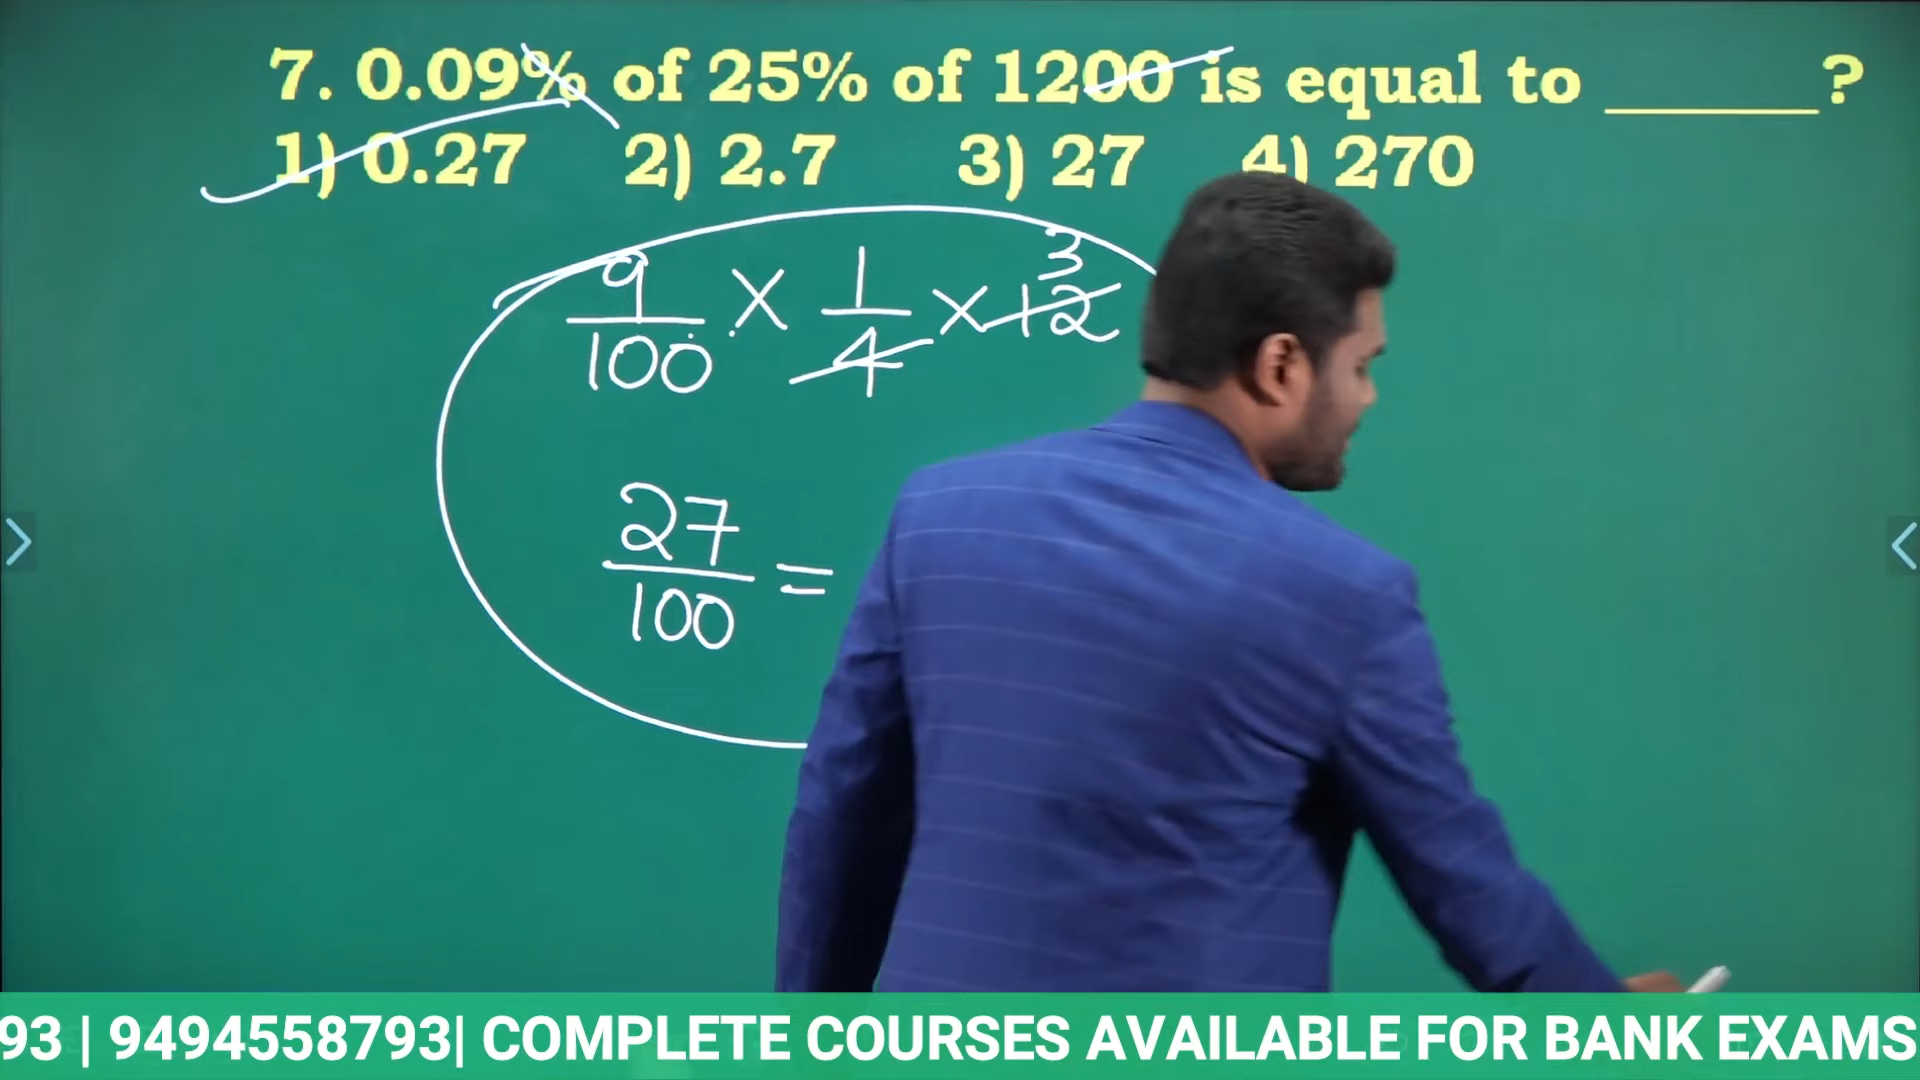 7. 0.09% of 25% of 1200 is equal to ______?
1) 0.27 2) 2.7 3) 27 4) 270
9/100 × 1/4 × 12 3
27/100 =
93 | 9494558793| COMPLETE COURSES AVAILABLE FOR BANK EXAMS